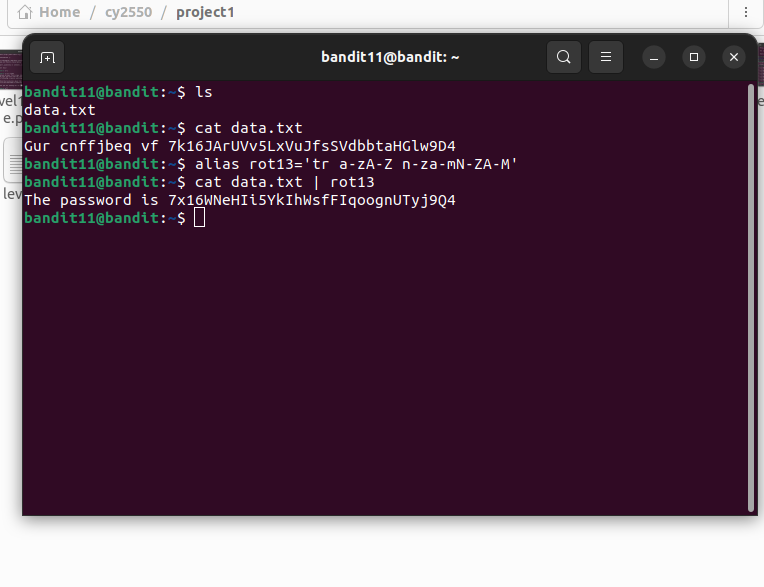 Home / cy2550 / project1
bandit11@bandit: ~
bandit11@bandit:~$ ls
data.txt
bandit11@bandit:~$ cat data.txt
Gur cnffjbeq vf 7k16JArUVv5LxVuJfsSVdbbtaHGlw9D4
bandit11@bandit:~$ alias rot13='tr a-zA-Z n-za-mN-ZA-M'
bandit11@bandit:~$ cat data.txt | rot13
The password is 7x16WNeHIi5YkIhWsfFIqoognUTyj9Q4
bandit11@bandit:~$